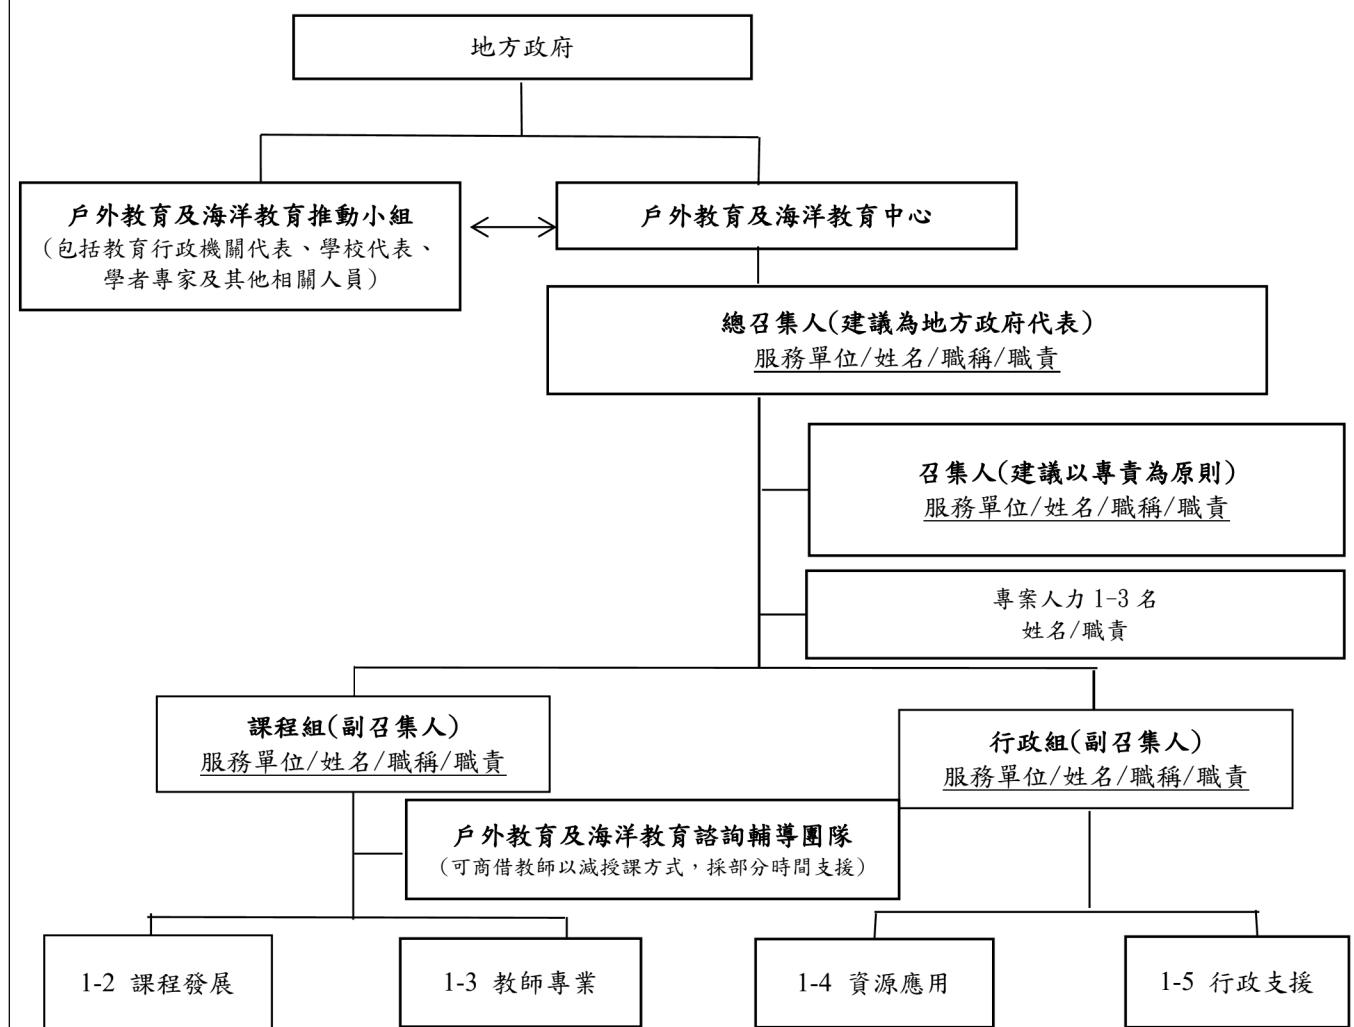 地方政府
戶外教育及海洋教育推動小組
（包括教育行政機關代表、學校代表、
學者專家及其他相關人員）
戶外教育及海洋教育中心
總召集人(建議為地方政府代表)
服務單位/姓名/職稱/職責
召集人(建議以專責為原則)
服務單位/姓名/職稱/職責
專案人力 1-3 名
姓名/職責
課程組(副召集人)
服務單位/姓名/職稱/職責
行政組(副召集人)
服務單位/姓名/職稱/職責
戶外教育及海洋教育諮詢輔導團隊
（可商借教師以減授課方式，採部分時間支援）
1-2 課程發展
1-3 教師專業
1-4 資源應用
1-5 行政支援